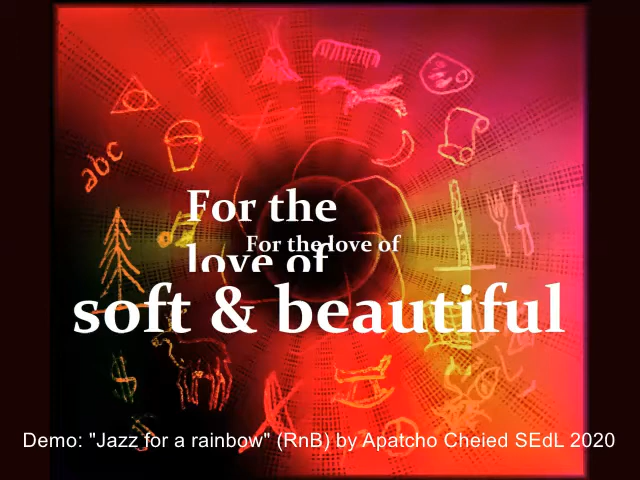 abc
For the
For the love of
love of
soft & beautiful
$
Demo: "Jazz for a rainbow" (RnB) by Apatcho Cheied SEdL 2020